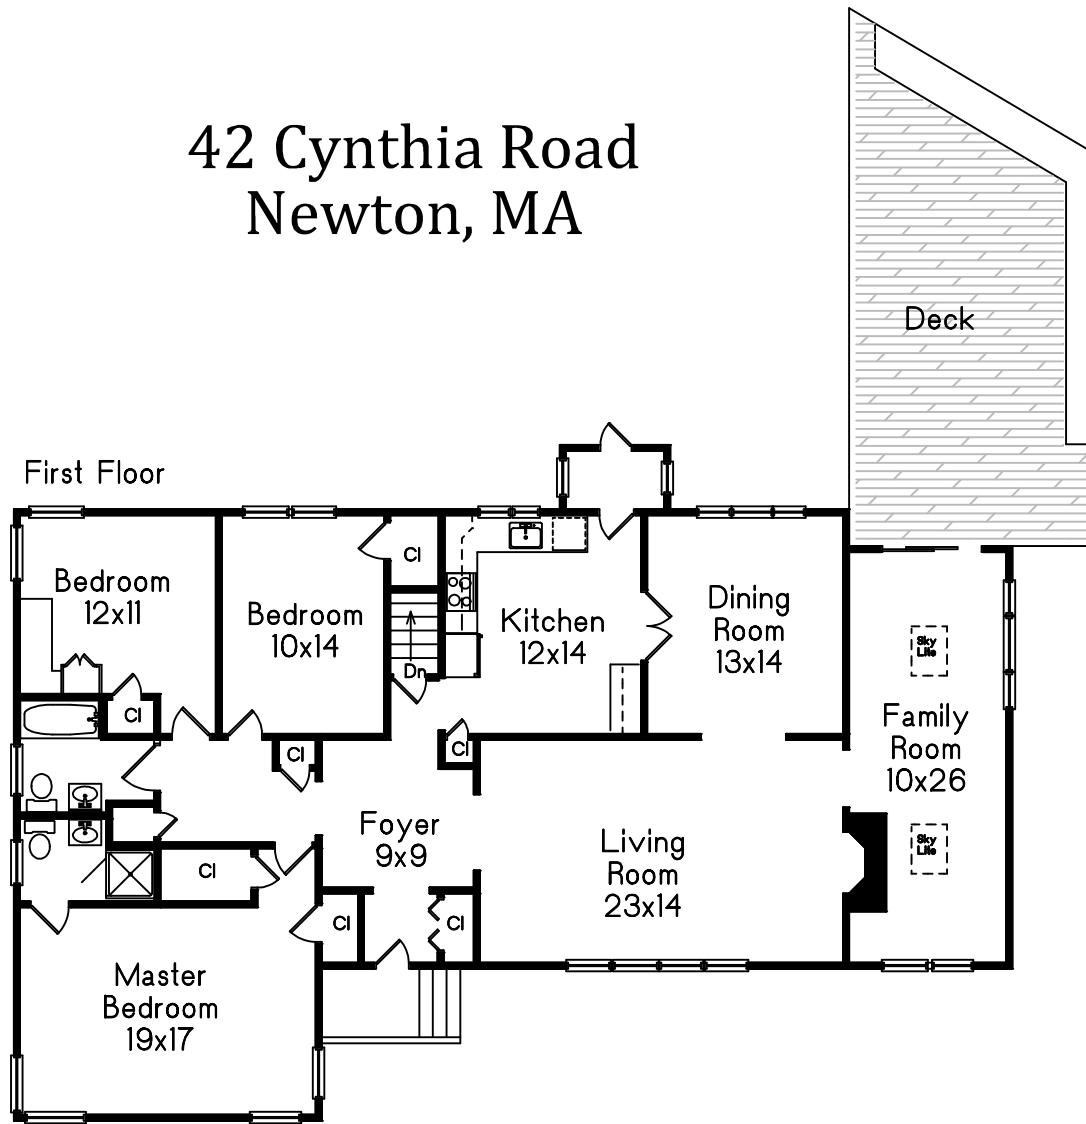 42 Cynthia Road
Newton, MA
Deck
First Floor
Cl
Bedroom
12x11
Bedroom
10x14
Dn
Kitchen
12x14
Dining
Room
13x14
Sky
Lite
Family
Room
10x26
Cl
Cl
Cl
Foyer
9x9
Living
Room
23x14
Sky
Lite
Cl
Cl
Cl
Master
Bedroom
19x17